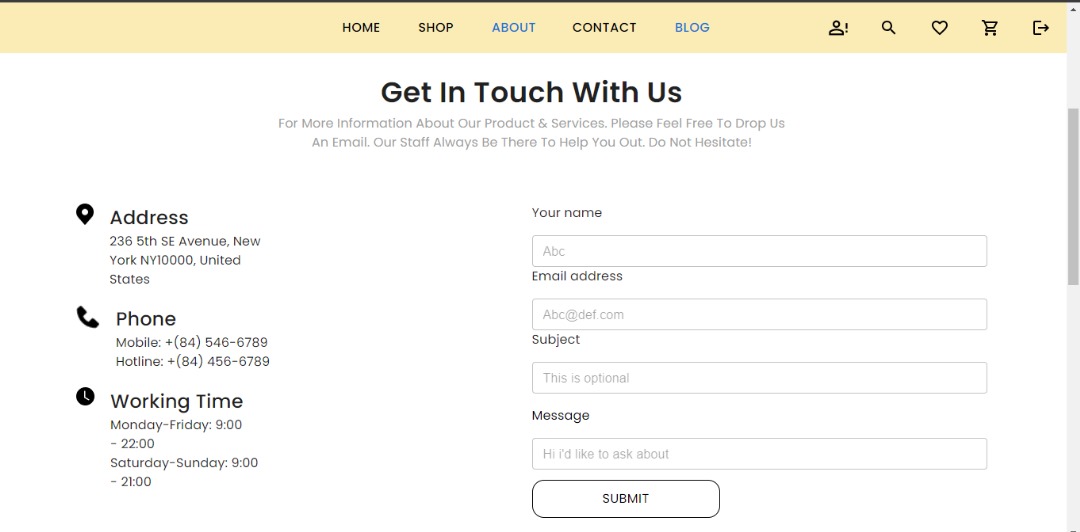 HOME SHOP ABOUT CONTACT BLOG
Get In Touch With Us
For More Information About Our Product & Services. Please Feel Free To Drop Us
An Email. Our Staff Always Be There To Help You Out. Do Not Hesitate!
Address
236 5th SE Avenue, New
York NY10000, United
States
Phone
Mobile: +(84) 546-6789
Hotline: +(84) 456-6789
Working Time
Monday-Friday: 9:00
- 22:00
Saturday-Sunday: 9:00
- 21:00
Your name
Abc
Email address
Abc@def.com
Subject
This is optional
Message
Hi i'd like to ask about
SUBMIT